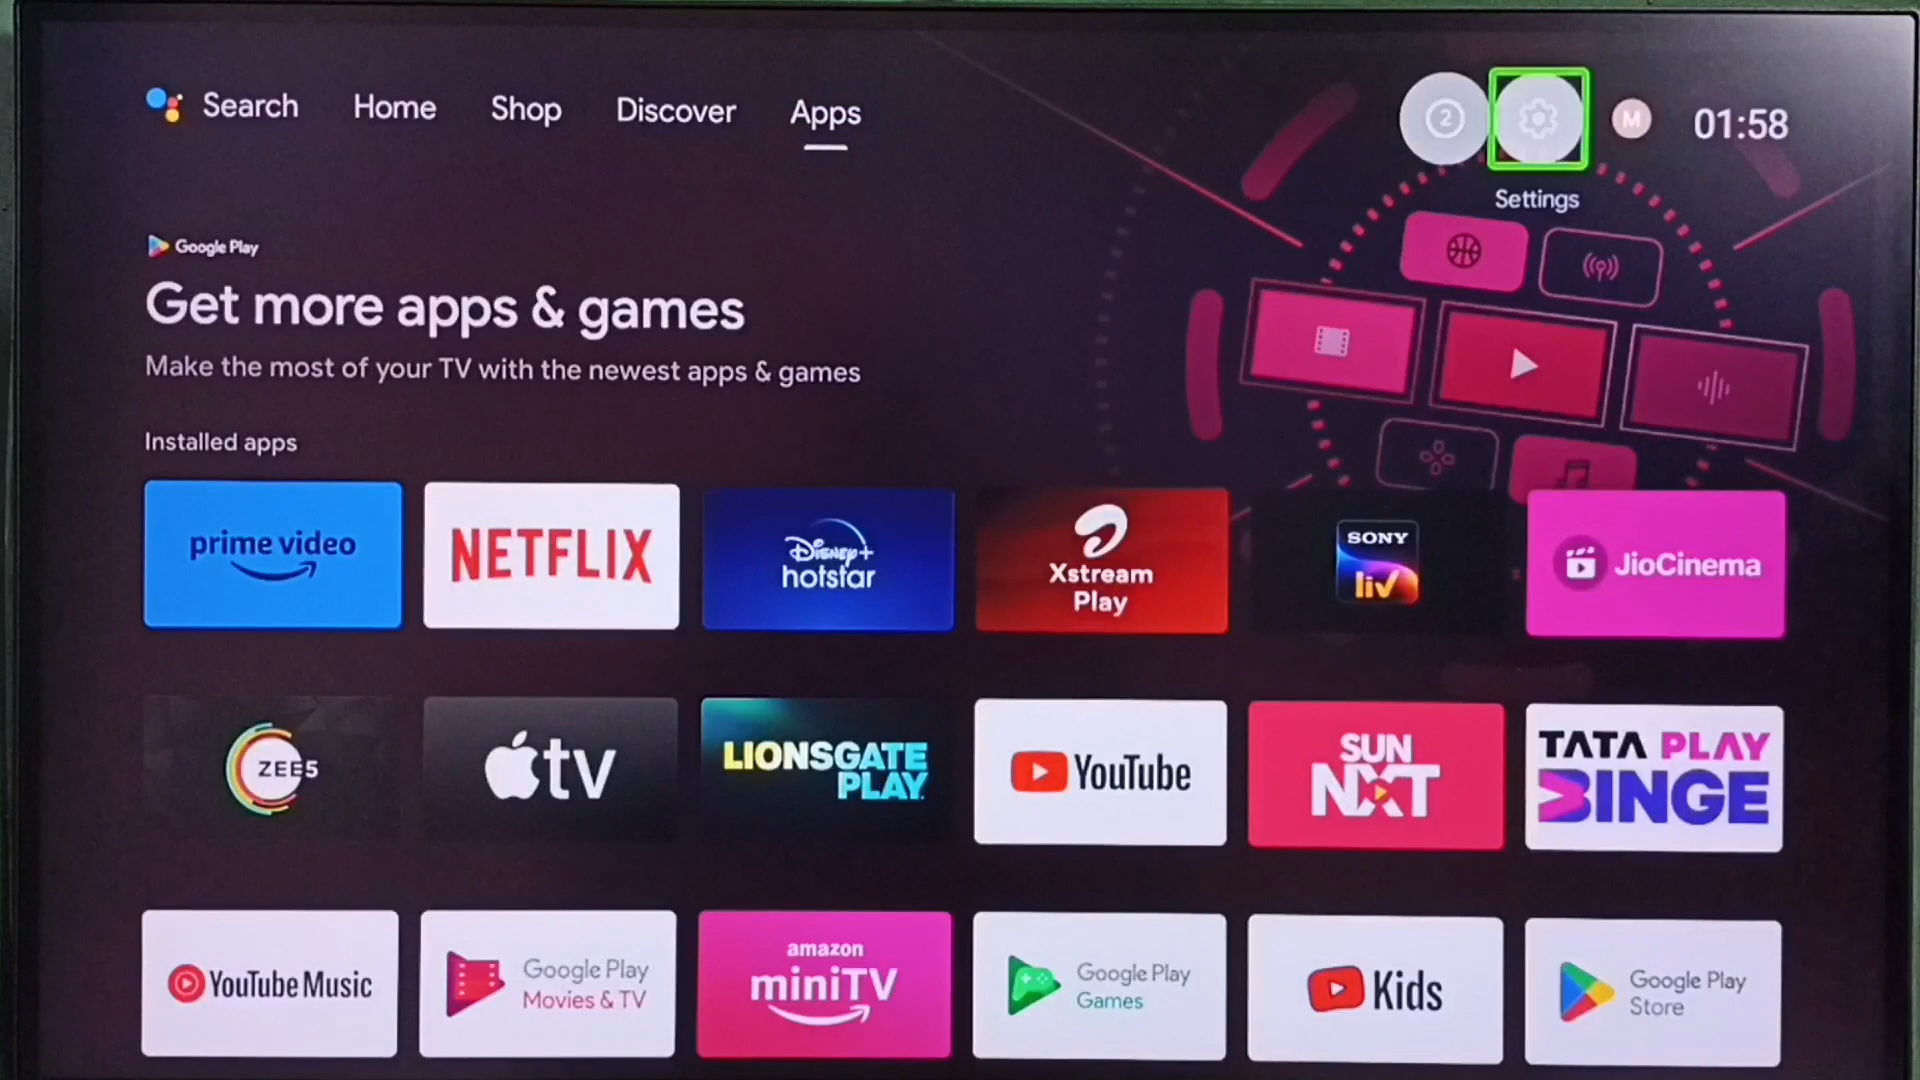 Search
Home
Shop
Discover
Apps
2
M
01:58
Settings
Google Play
Get more apps & games
Make the most of your TV with the newest apps & games
Installed apps
prime video
NETFLIX
Disney+
hotstar
Xstream
Play
SONY
liv
JioCinema
ZEE5
tv
LIONSGATE
PLAY
YouTube
SUN
NXT
TATA PLAY
BINGE
YouTube Music
Google Play
Movies & TV
amazon
miniTV
Google Play
Games
Kids
Google Play
Store